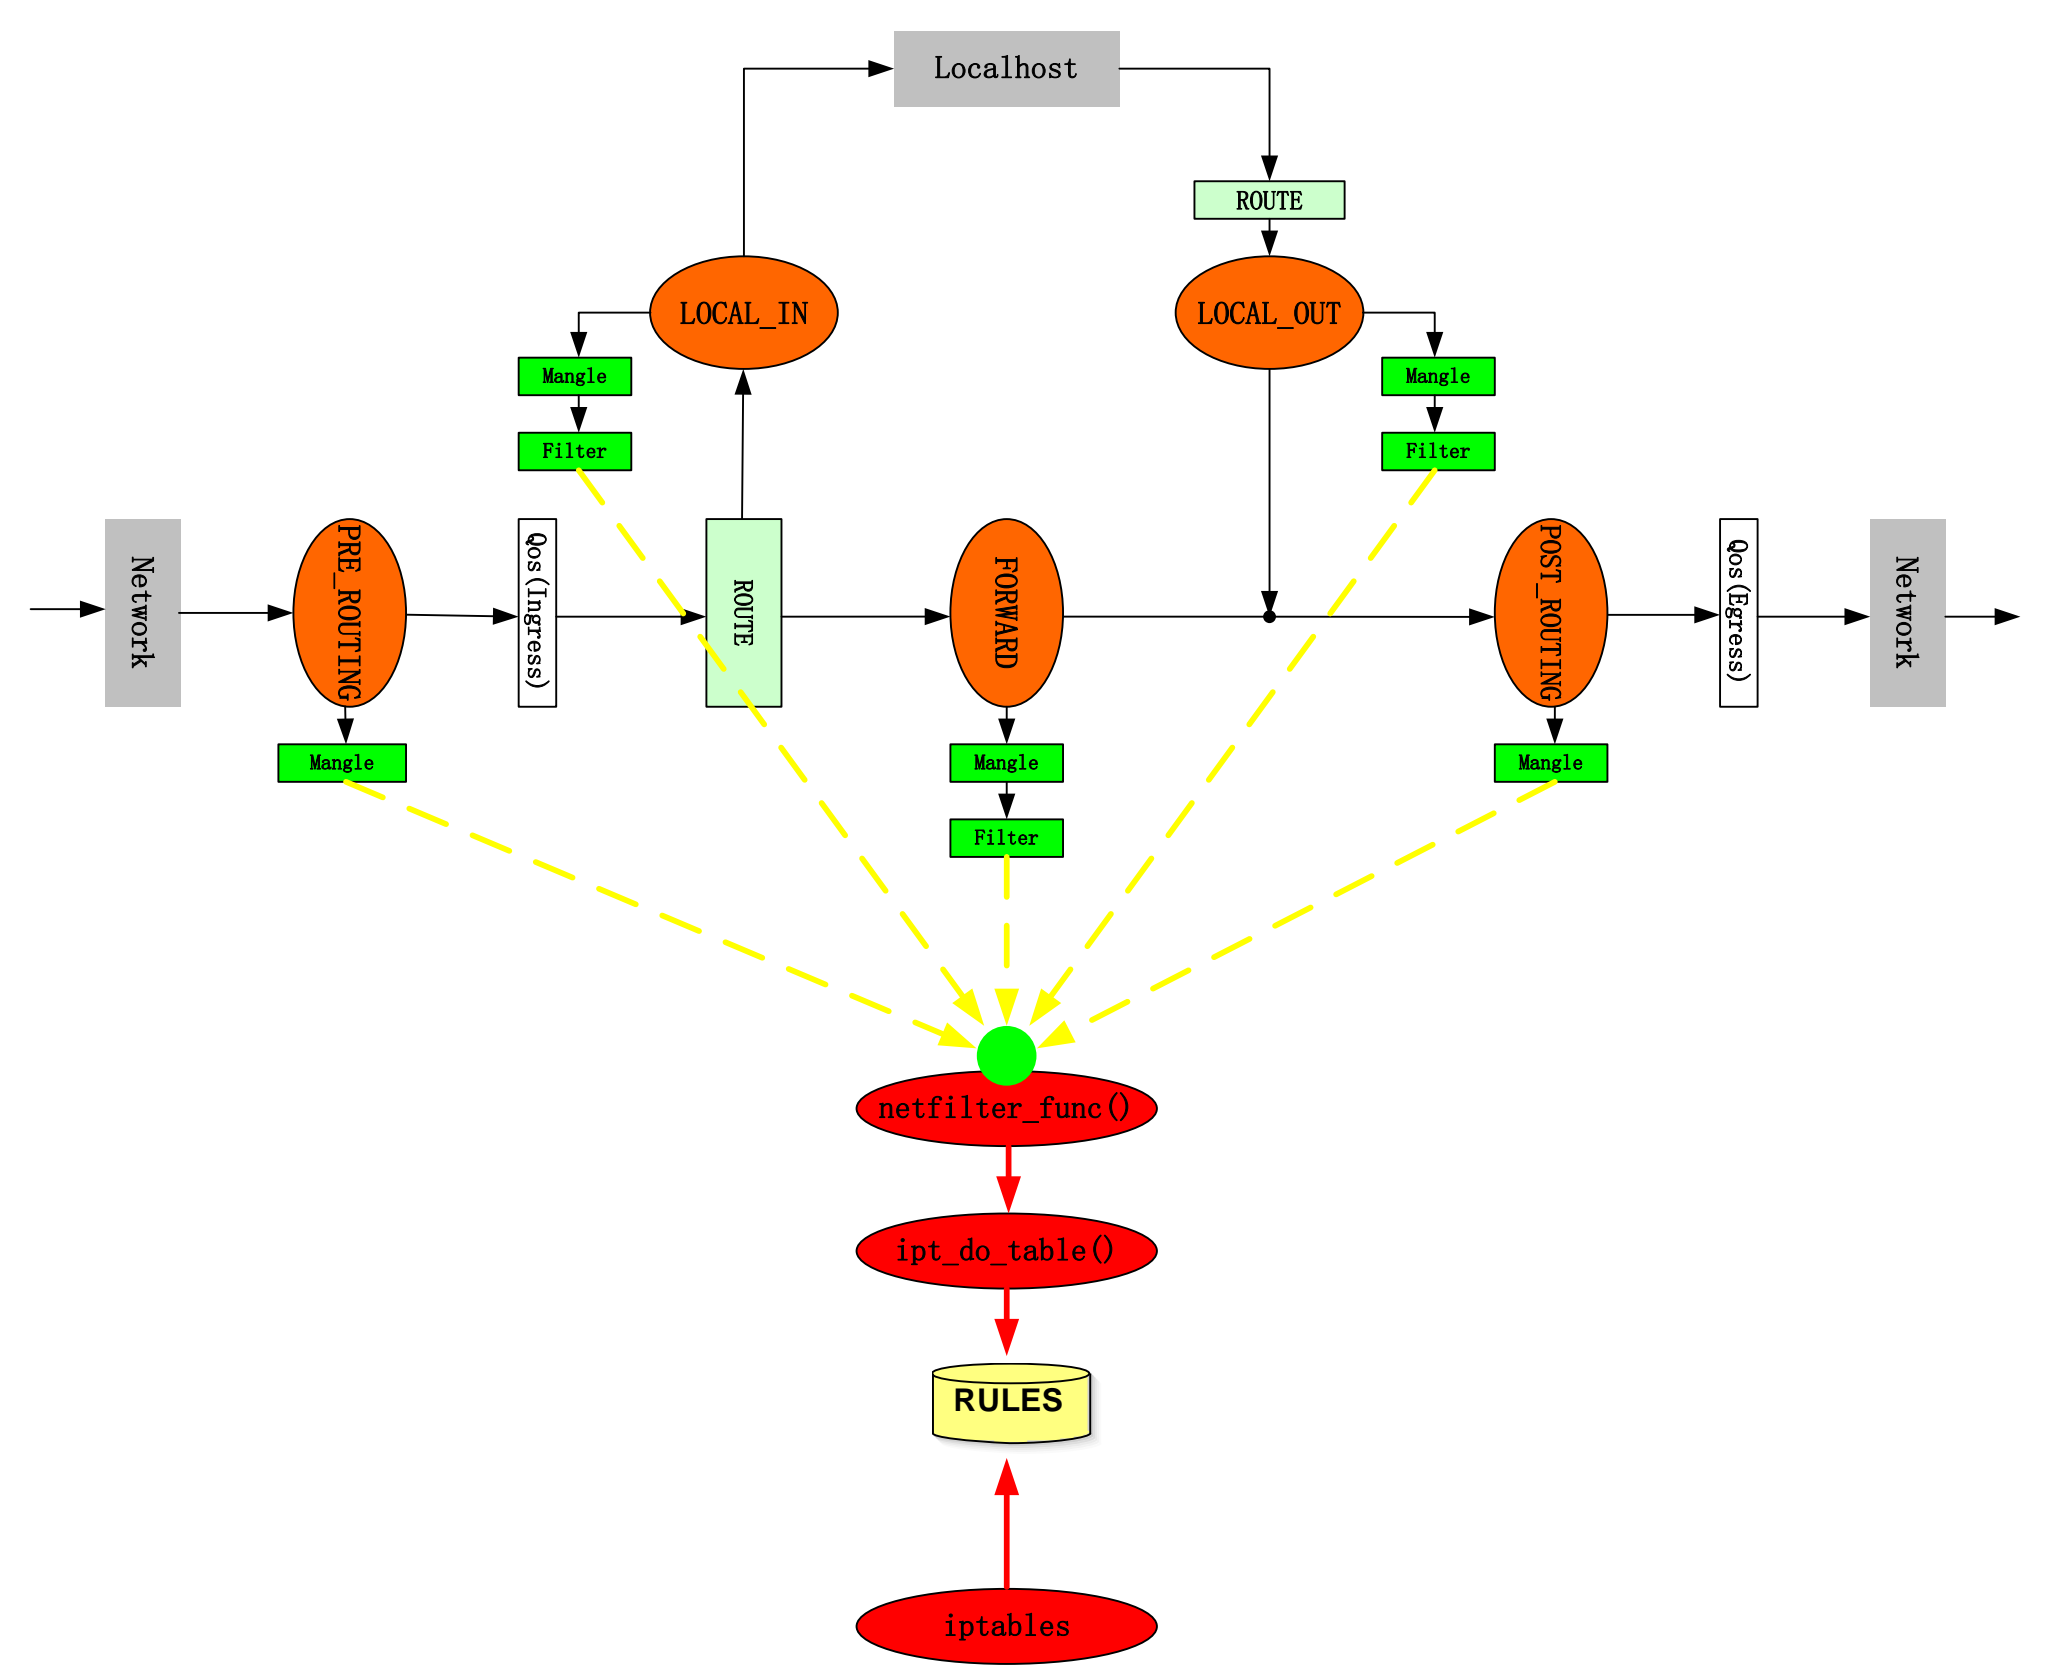 Localhost
ROUTE
LOCAL_IN
LOCAL_OUT
Mangle
Mangle
Filter
Filter
Network
PRE_ROUTING
Qos(Ingress)
ROUTE
FORWARD
POST_ROUTING
Qos(Egress)
Network
Mangle
Mangle
Mangle
Filter
netfilter_func()
ipt_do_table()
RULES
iptables